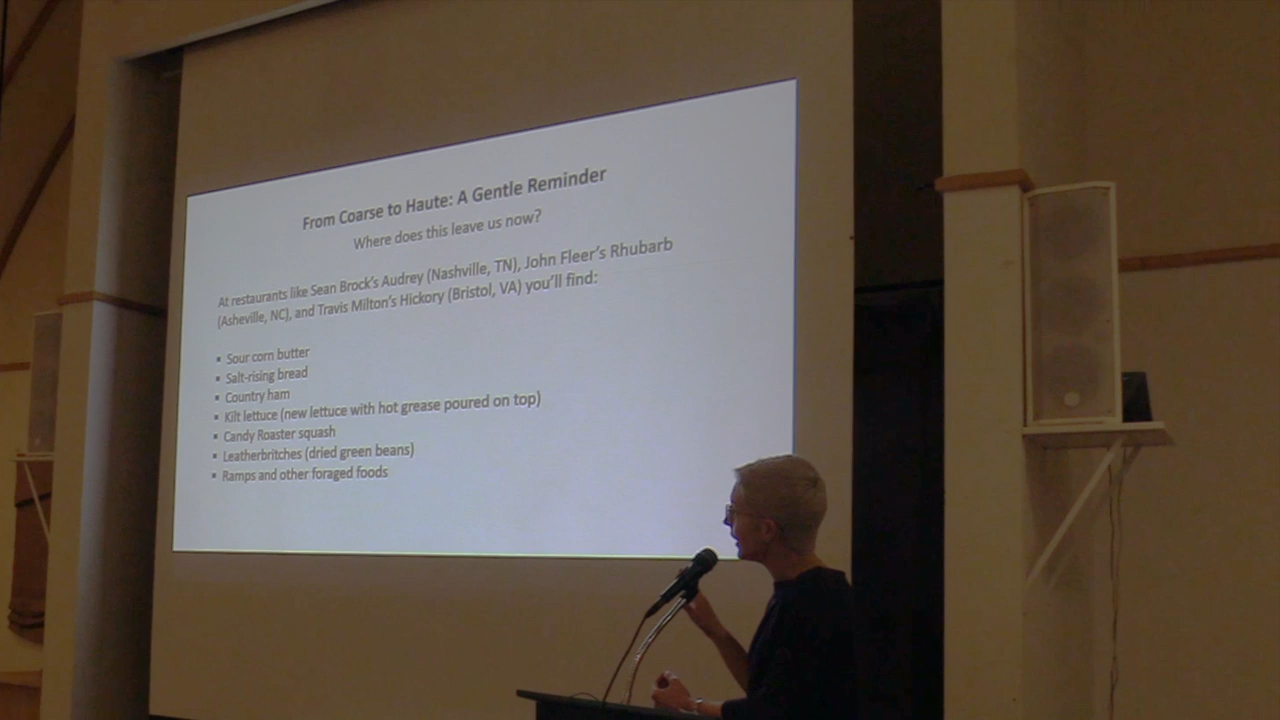 From Coarse to Haute: A Gentle Reminder
Where does this leave us now?
At restaurants like Sean Brock's Audrey (Nashville, TN), John Fleer's Rhubarb
(Asheville, NC), and Travis Milton's Hickory (Bristol, VA) you'll find:
▪ Sour corn butter
▪ Salt-rising bread
▪ Country ham
▪ Kilt lettuce (new lettuce with hot grease poured on top)
▪ Candy Roaster squash
▪ Leatherbritches (dried green beans)
▪ Ramps and other foraged foods